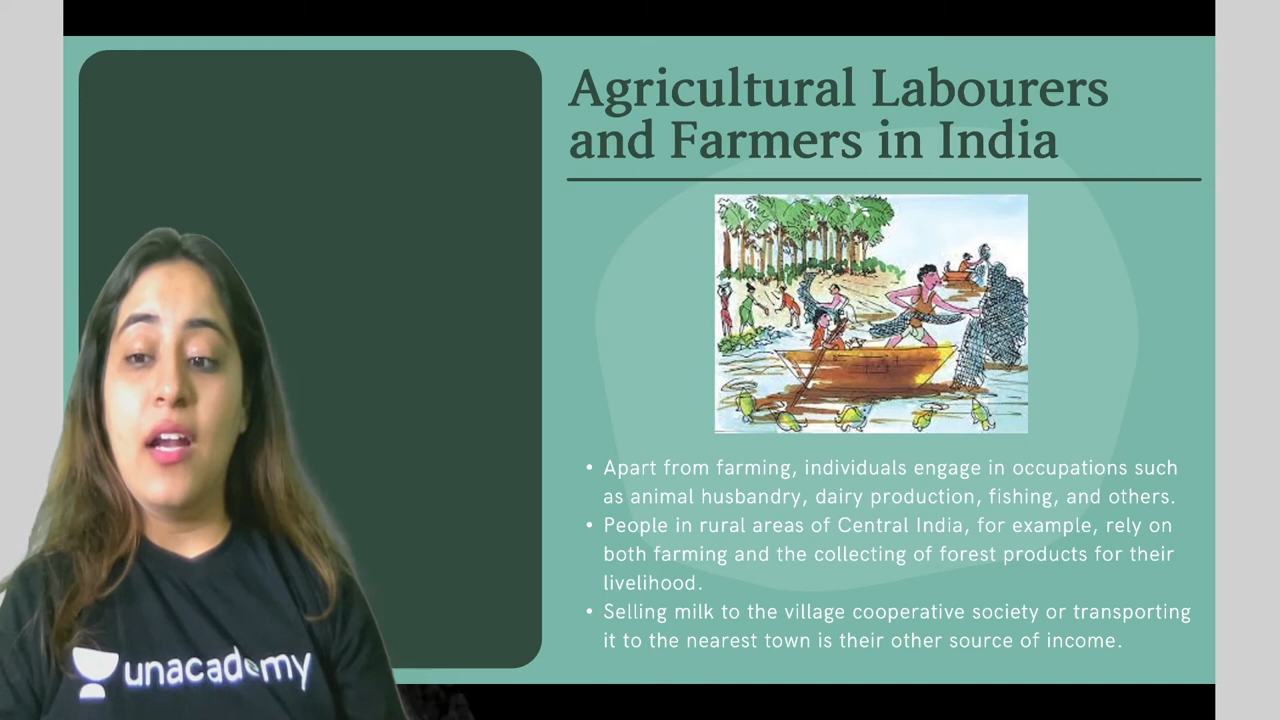 Agricultural Labourers
and Farmers in India
• Apart from farming, individuals engage in occupations such
as animal husbandry, dairy production, fishing, and others.
• People in rural areas of Central India, for example, rely on
both farming and the collecting of forest products for their
livelihood.
• Selling milk to the village cooperative society or transporting
it to the nearest town is their other source of income.
unacademy